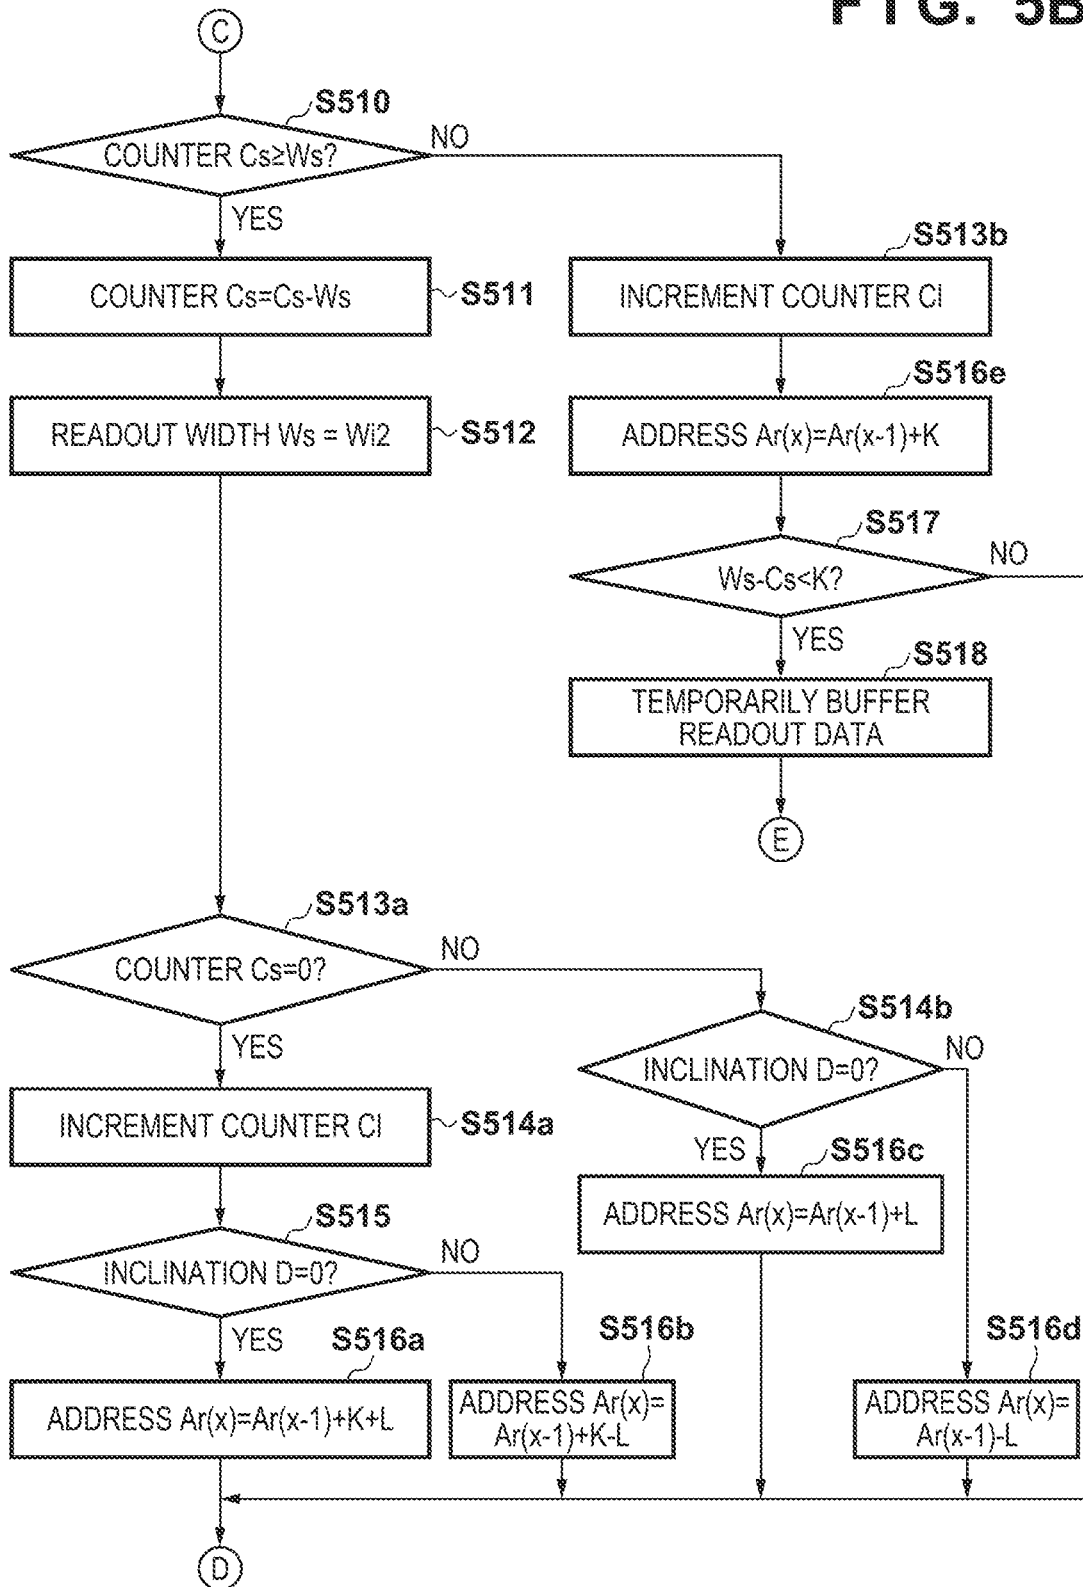 FIG. 5B
C
S510
COUNTER Cs≥Ws?
NO
YES
S513b
COUNTER Cs=Cs-Ws
S511
INCREMENT COUNTER Cl
S516e
READOUT WIDTH Ws = Wi2
S512
ADDRESS Ar(x)=Ar(x-1)+K
S517
Ws-Cs<K?
NO
YES
S518
TEMPORARILY BUFFER
READOUT DATA
E
S513a
COUNTER Cs=0?
NO
YES
S514b
INCLINATION D=0?
NO
YES
INCREMENT COUNTER Cl
S514a
S516c
ADDRESS Ar(x)=Ar(x-1)+L
S515
INCLINATION D=0?
NO
YES
S516a
S516b
S516d
ADDRESS Ar(x)=Ar(x-1)+K+L
ADDRESS Ar(x)=
Ar(x-1)+K-L
ADDRESS Ar(x)=
Ar(x-1)-L
D